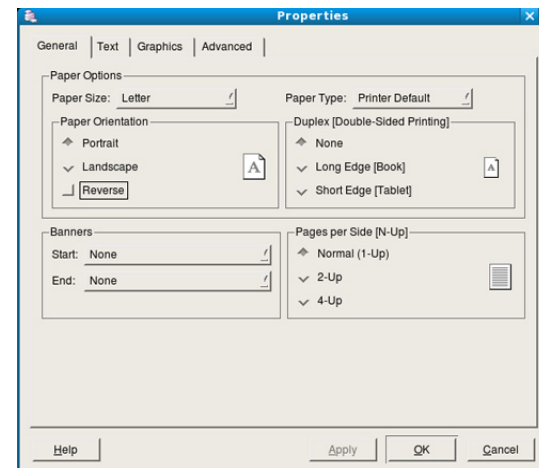 Properties
General Text Graphics Advanced
Paper Options
Paper Size: Letter Paper Type: Printer Default
Paper Orientation
Portrait
Landscape
Reverse
A
Duplex [Double-Sided Printing]
None
Long Edge [Book]
Short Edge [Tablet]
A
Banners
Start: None
End: None
Pages per Side [N-Up]
Normal (1-Up)
2-Up
4-Up
Help Apply OK Cancel